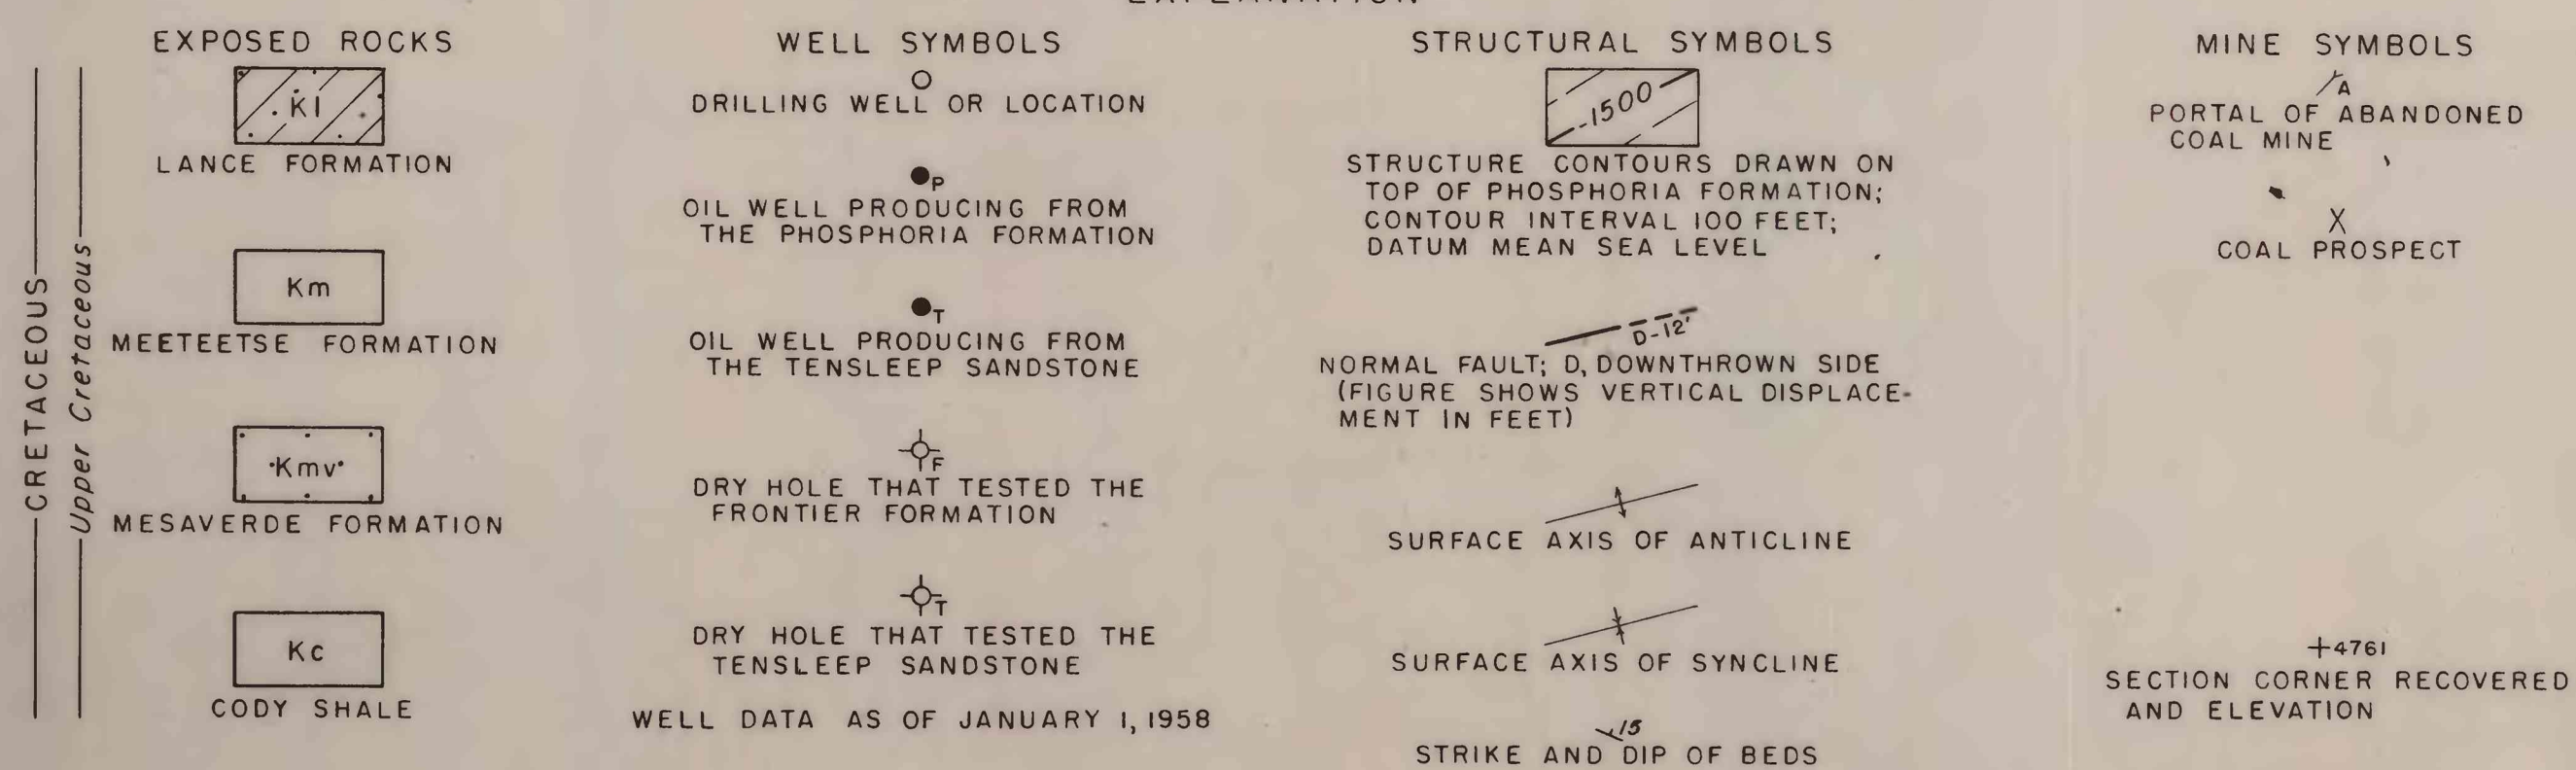 EXPLANATION
EXPOSED ROCKS
CRETACEOUS
Upper Cretaceous
Kl
LANCE FORMATION
Km
MEETEETSE FORMATION
Kmv
MESAVERDE FORMATION
Kc
CODY SHALE
WELL SYMBOLS
DRILLING WELL OR LOCATION
P
OIL WELL PRODUCING FROM
THE PHOSPHORIA FORMATION
T
OIL WELL PRODUCING FROM
THE TENSLEEP SANDSTONE
F
DRY HOLE THAT TESTED THE
FRONTIER FORMATION
T
DRY HOLE THAT TESTED THE
TENSLEEP SANDSTONE
WELL DATA AS OF JANUARY 1, 1958
STRUCTURAL SYMBOLS
-1500
STRUCTURE CONTOURS DRAWN ON
TOP OF PHOSPHORIA FORMATION;
CONTOUR INTERVAL 100 FEET;
DATUM MEAN SEA LEVEL
D-12'
NORMAL FAULT; D, DOWNTHROWN SIDE
(FIGURE SHOWS VERTICAL DISPLACE-
MENT IN FEET)
SURFACE AXIS OF ANTICLINE
SURFACE AXIS OF SYNCLINE
15
STRIKE AND DIP OF BEDS
MINE SYMBOLS
A
PORTAL OF ABANDONED
COAL MINE
X
COAL PROSPECT
+4761
SECTION CORNER RECOVERED
AND ELEVATION